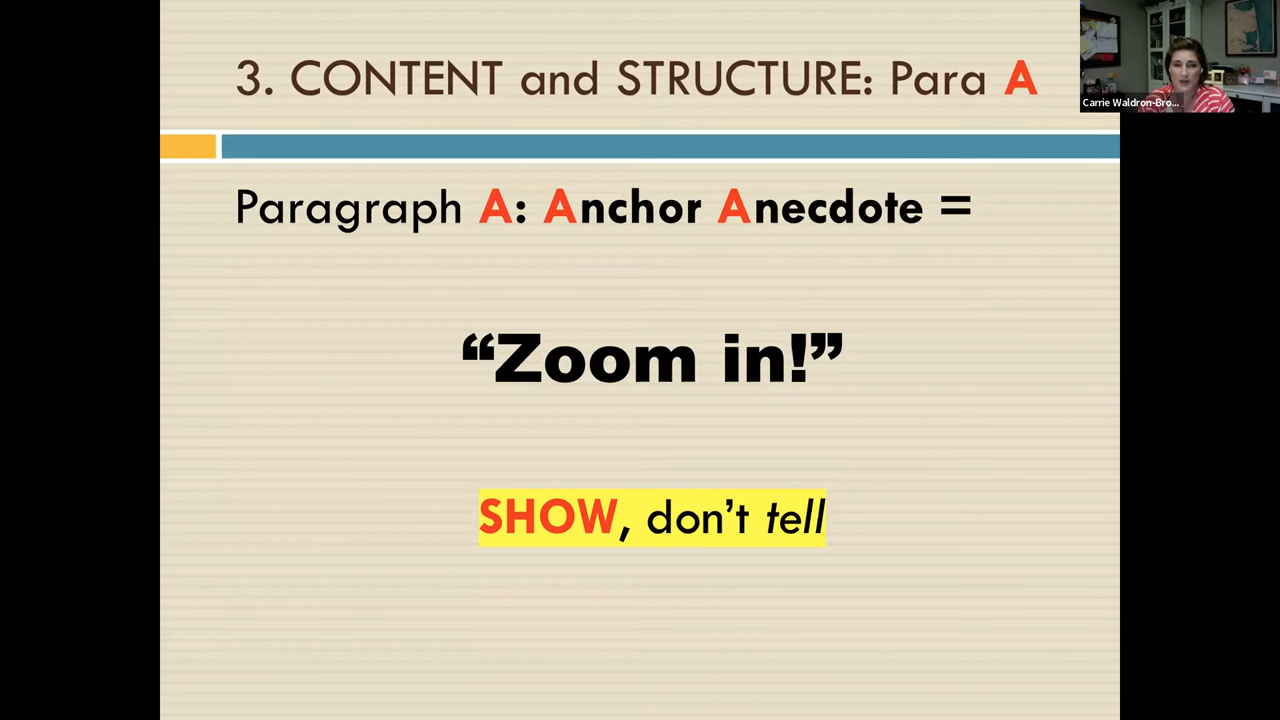 3. CONTENT and STRUCTURE: Para A
Carrie Waldron-Bro...
Paragraph A: Anchor Anecdote =
“Zoom in!”
SHOW, don’t tell